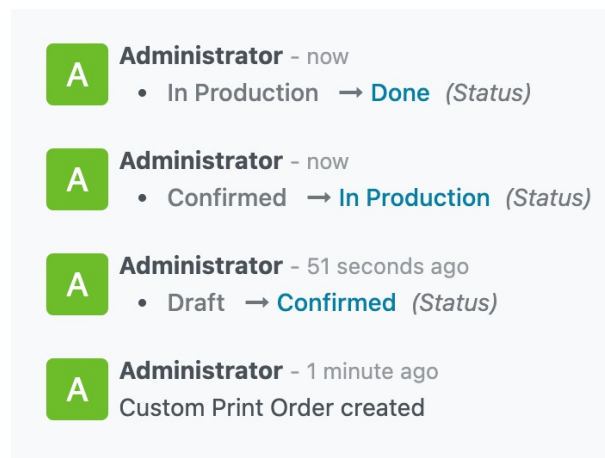 A
Administrator - now
• In Production → Done (Status)
A
Administrator - now
• Confirmed → In Production (Status)
A
Administrator - 51 seconds ago
• Draft → Confirmed (Status)
A
Administrator - 1 minute ago
Custom Print Order created